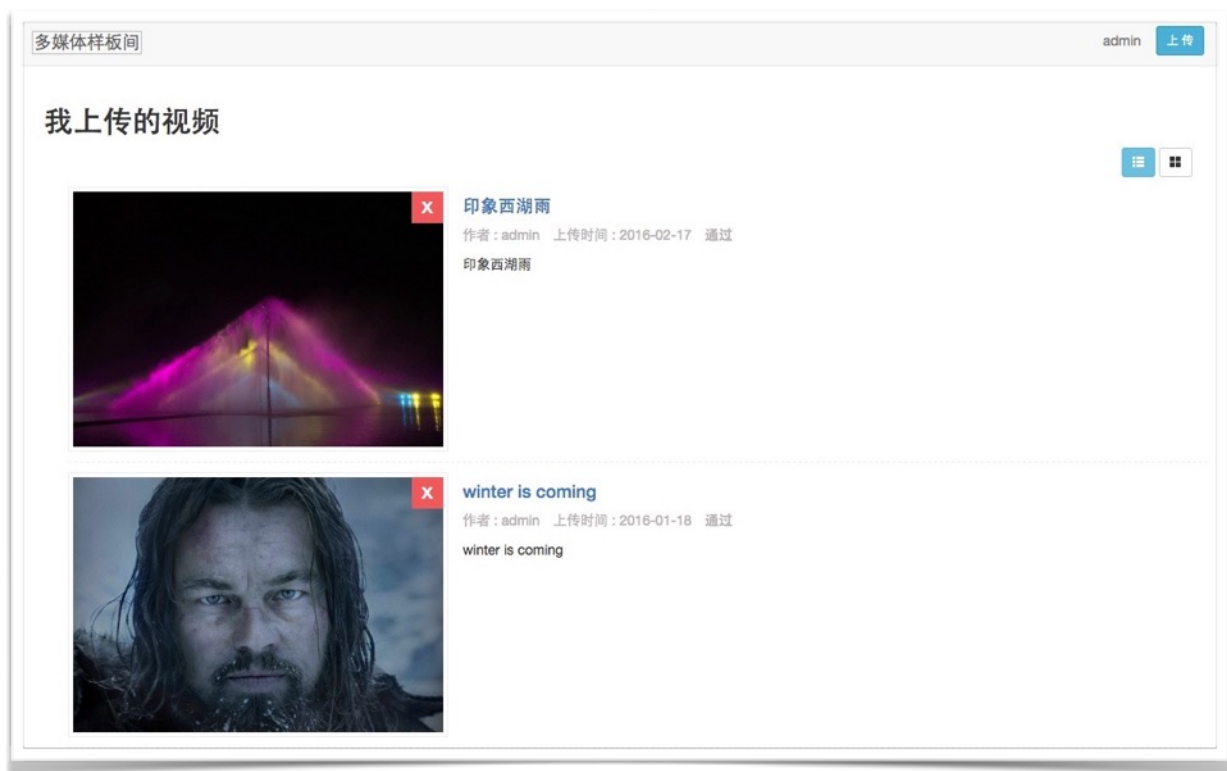 多媒体样板间
admin
上传
我上传的视频
X
印象西湖雨
作者 : admin 上传时间 : 2016-02-17 通过
印象西湖雨
X
winter is coming
作者 : admin 上传时间 : 2016-01-18 通过
winter is coming